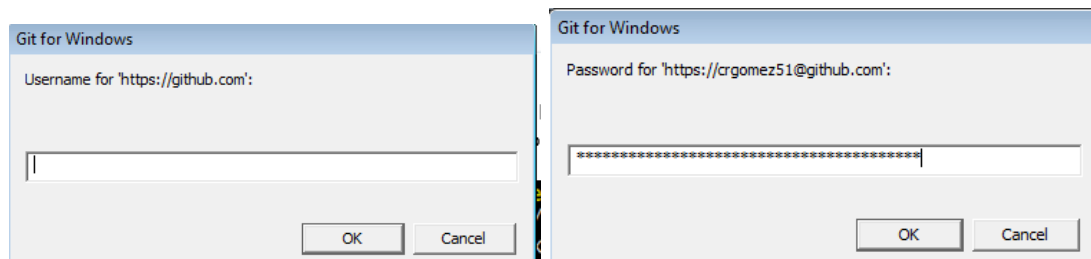 Git for Windows
Username for 'https://github.com':
OK Cancel
Git for Windows
Password for 'https://crgomez51@github.com':
****************************************
OK Cancel